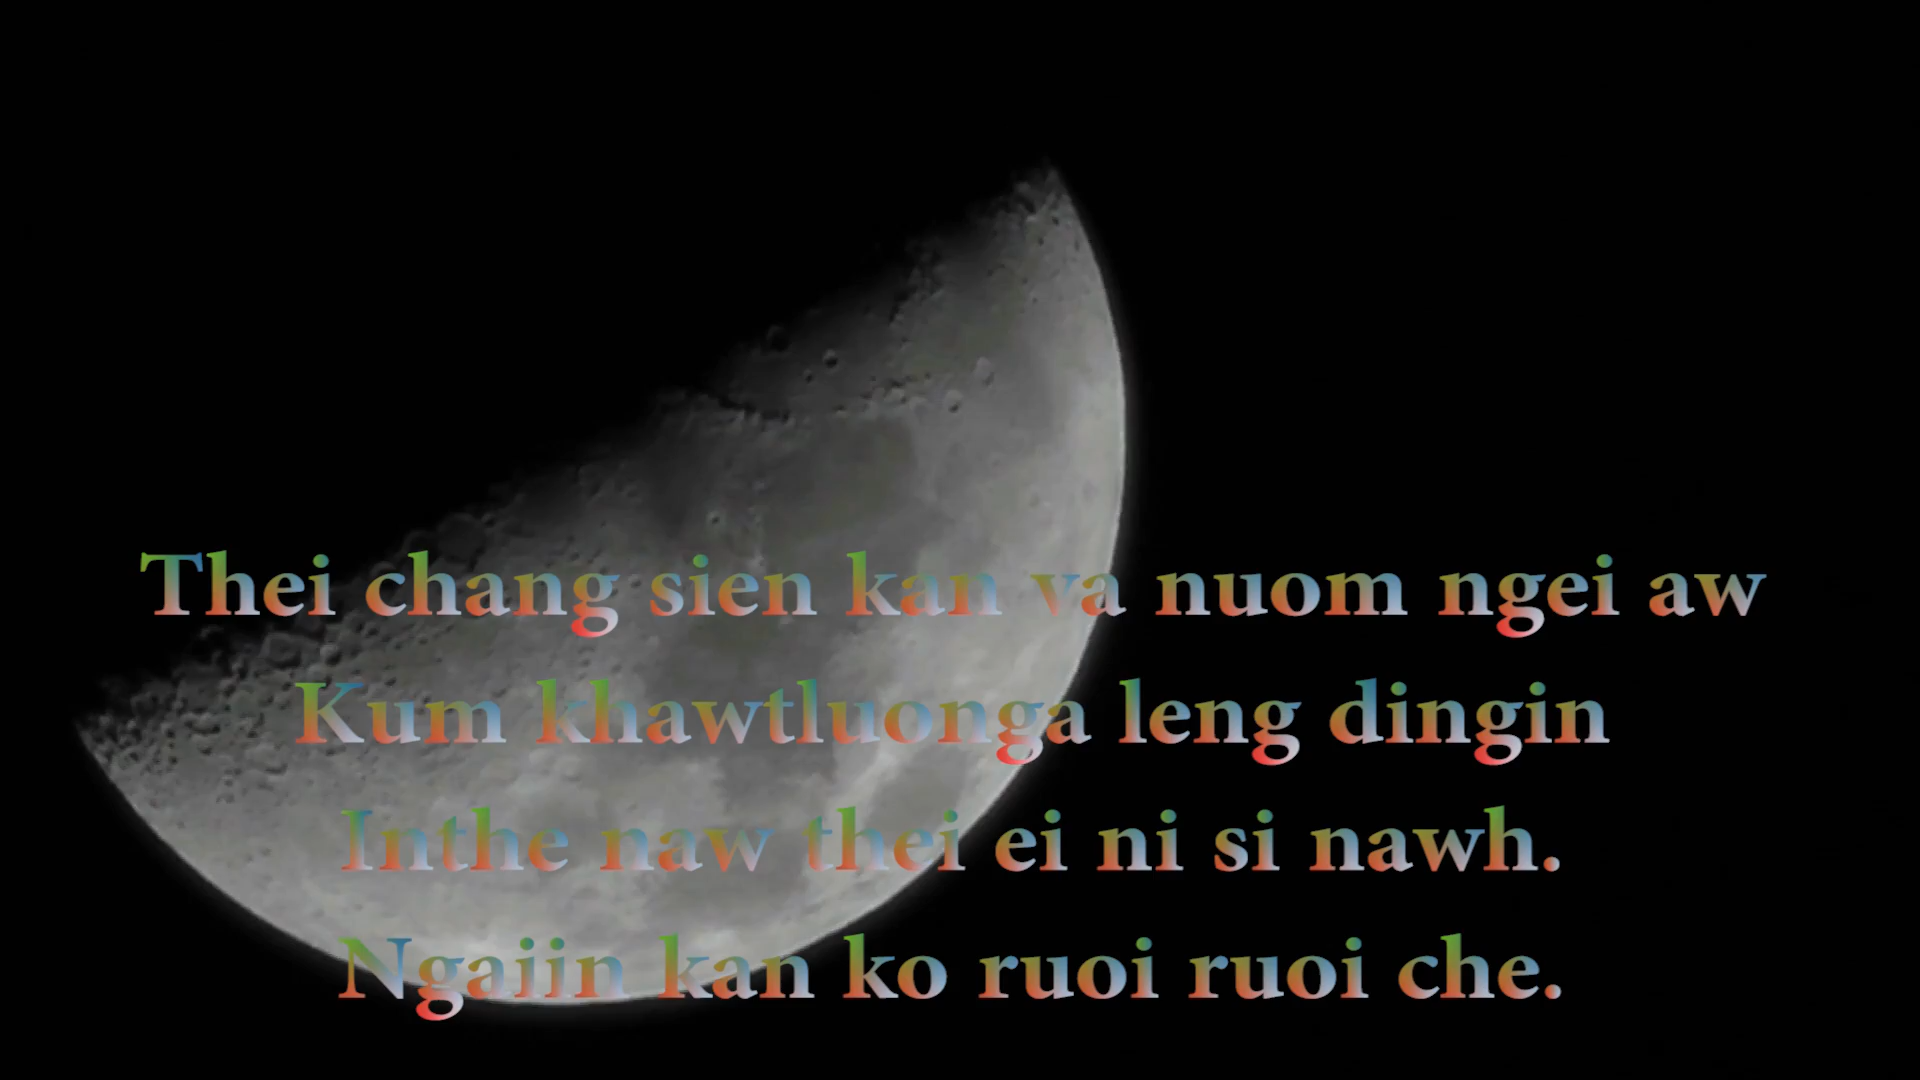 Thei chang sien kan va nuom ngei aw
Kum khawtluonga leng dingin
Inthe naw thei ei ni si nawh.
Ngaiin kan ko ruoi ruoi che.